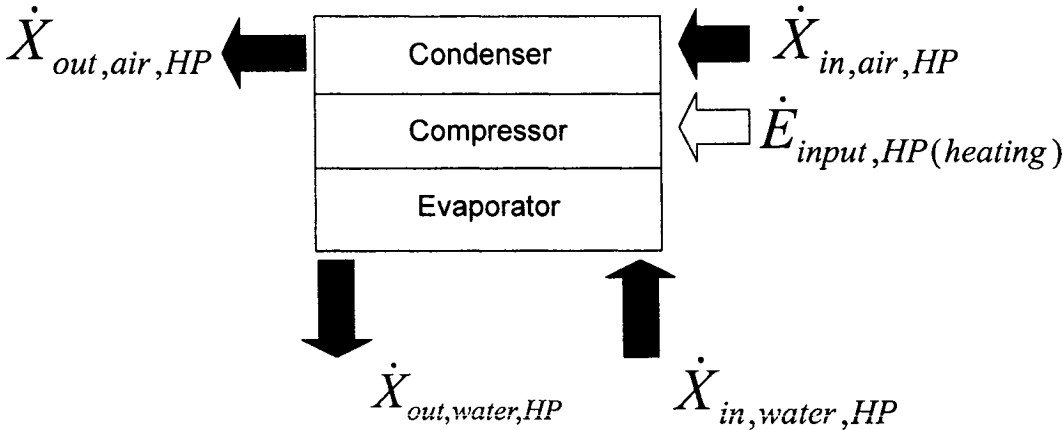 Ẋ out,air,HP
Condenser
Ẋ in,air,HP
Compressor
Ė input,HP(heating)
Evaporator
Ẋ out,water,HP
Ẋ in,water,HP